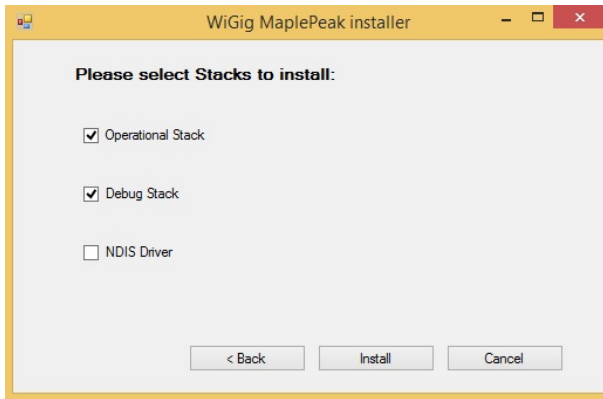 WiGig MaplePeak installer
Please select Stacks to install:
Operational Stack
Debug Stack
NDIS Driver
< Back Install Cancel